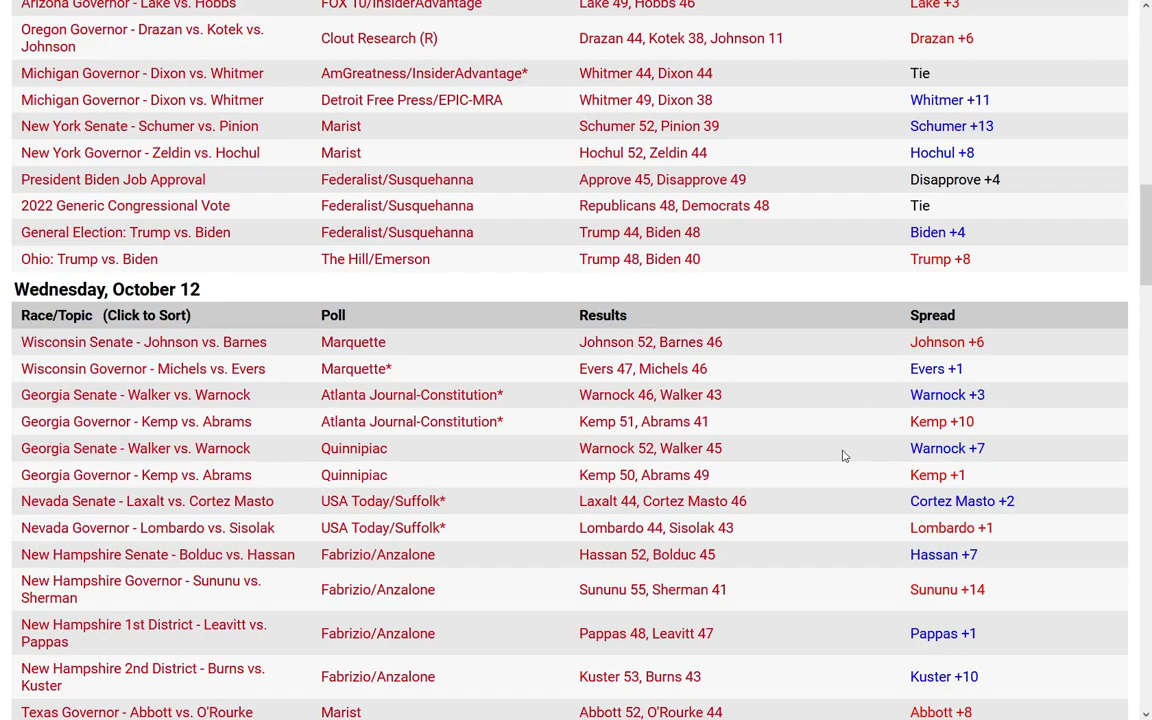 Arizona Governor - Lake vs. Hobbs FOX 10/InsiderAdvantage Lake 49, Hobbs 46 Lake +3
Oregon Governor - Drazan vs. Kotek vs. Johnson Clout Research (R) Drazan 44, Kotek 38, Johnson 11 Drazan +6
Michigan Governor - Dixon vs. Whitmer AmGreatness/InsiderAdvantage* Whitmer 44, Dixon 44 Tie
Michigan Governor - Dixon vs. Whitmer Detroit Free Press/EPIC-MRA Whitmer 49, Dixon 38 Whitmer +11
New York Senate - Schumer vs. Pinion Marist Schumer 52, Pinion 39 Schumer +13
New York Governor - Zeldin vs. Hochul Marist Hochul 52, Zeldin 44 Hochul +8
President Biden Job Approval Federalist/Susquehanna Approve 45, Disapprove 49 Disapprove +4
2022 Generic Congressional Vote Federalist/Susquehanna Republicans 48, Democrats 48 Tie
General Election: Trump vs. Biden Federalist/Susquehanna Trump 44, Biden 48 Biden +4
Ohio: Trump vs. Biden The Hill/Emerson Trump 48, Biden 40 Trump +8
Wednesday, October 12
Race/Topic (Click to Sort) Poll Results Spread
Wisconsin Senate - Johnson vs. Barnes Marquette Johnson 52, Barnes 46 Johnson +6
Wisconsin Governor - Michels vs. Evers Marquette* Evers 47, Michels 46 Evers +1
Georgia Senate - Walker vs. Warnock Atlanta Journal-Constitution* Warnock 46, Walker 43 Warnock +3
Georgia Governor - Kemp vs. Abrams Atlanta Journal-Constitution* Kemp 51, Abrams 41 Kemp +10
Georgia Senate - Walker vs. Warnock Quinnipiac Warnock 52, Walker 45 Warnock +7
Georgia Governor - Kemp vs. Abrams Quinnipiac Kemp 50, Abrams 49 Kemp +1
Nevada Senate - Laxalt vs. Cortez Masto USA Today/Suffolk* Laxalt 44, Cortez Masto 46 Cortez Masto +2
Nevada Governor - Lombardo vs. Sisolak USA Today/Suffolk* Lombardo 44, Sisolak 43 Lombardo +1
New Hampshire Senate - Bolduc vs. Hassan Fabrizio/Anzalone Hassan 52, Bolduc 45 Hassan +7
New Hampshire Governor - Sununu vs. Sherman Fabrizio/Anzalone Sununu 55, Sherman 41 Sununu +14
New Hampshire 1st District - Leavitt vs. Pappas Fabrizio/Anzalone Pappas 48, Leavitt 47 Pappas +1
New Hampshire 2nd District - Burns vs. Kuster Fabrizio/Anzalone Kuster 53, Burns 43 Kuster +10
Texas Governor - Abbott vs. O'Rourke Marist Abbott 52, O'Rourke 44 Abbott +8